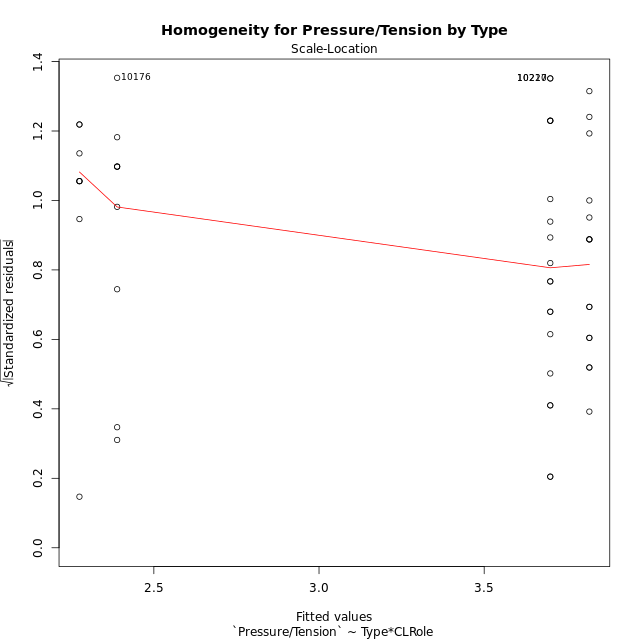 Homogeneity for Pressure/Tension by Type
Scale-Location
10176
√|Standardized residuals|
0.0
0.2
0.4
0.6
0.8
1.0
1.2
1.4
2.5
3.0
3.5
Fitted values
`Pressure/Tension` ~ Type*CLRole